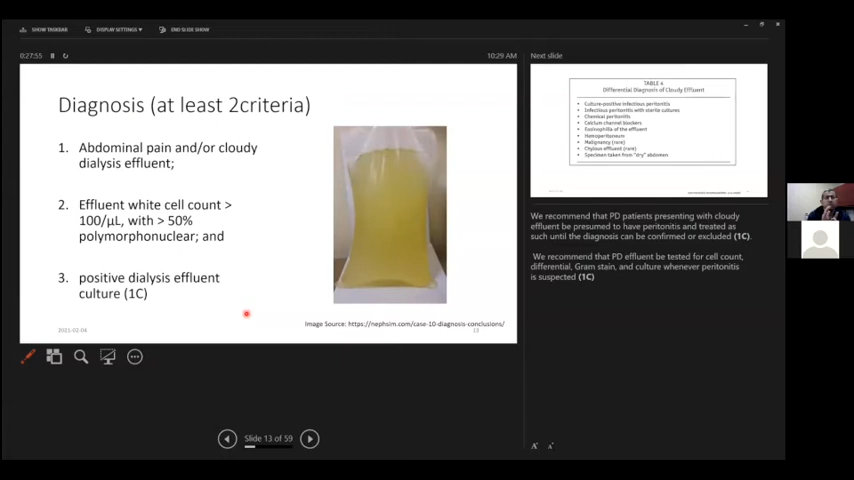 SHOW TASKBAR
DISPLAY SETTINGS
END SLIDE SHOW
0:27:55
10:29 AM
Diagnosis (at least 2criteria)
1. Abdominal pain and/or cloudy
dialysis effluent;
2. Effluent white cell count >
100/μL, with > 50%
polymorphonuclear; and
3. positive dialysis effluent
culture (1C)
Image Source: https://nephsim.com/case-10-diagnosis-conclusions/
2021-02-04
13
Slide 13 of 59
Next slide
TABLE 4
Differential Diagnosis of Cloudy Effluent
• Culture-positive infectious peritonitis
• Infectious peritonitis with sterile cultures
• Chemical peritonitis
• Calcium channel blockers
• Eosinophilia of the effluent
• Hemoperitoneum
• Malignancy (rare)
• Chylous effluent (rare)
• Specimen taken from "dry" abdomen
We recommend that PD patients presenting with cloudy
effluent be presumed to have peritonitis and treated as
such until the diagnosis can be confirmed or excluded (1C).
We recommend that PD effluent be tested for cell count,
differential, Gram stain, and culture whenever peritonitis
is suspected (1C)
A
A